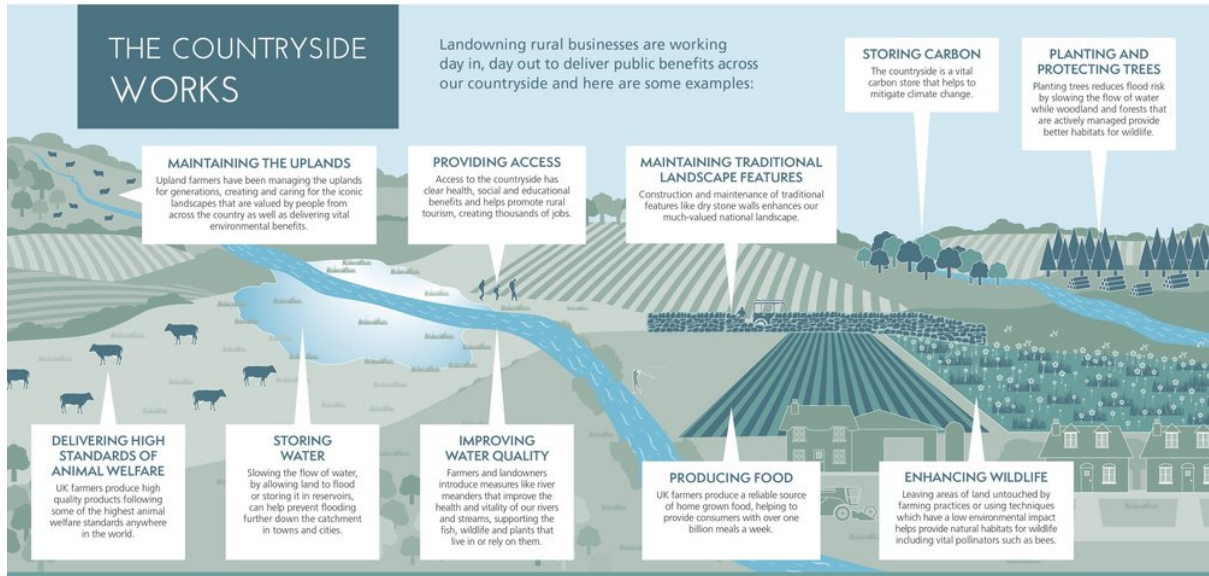 THE COUNTRYSIDE
WORKS
Landowning rural businesses are working
day in, day out to deliver public benefits across
our countryside and here are some examples:
STORING CARBON
The countryside is a vital
carbon store that helps to
mitigate climate change.
PLANTING AND
PROTECTING TREES
Planting trees reduces flood risk
by slowing the flow of water
while woodland and forests that
are actively managed provide
better habitats for wildlife.
MAINTAINING THE UPLANDS
Upland farmers have been managing the uplands
for generations, creating and caring for the iconic
landscapes that are valued by people from
across the country as well as delivering vital
environmental benefits.
PROVIDING ACCESS
Access to the countryside has
clear health, social and educational
benefits and helps promote rural
tourism, creating thousands of jobs.
MAINTAINING TRADITIONAL
LANDSCAPE FEATURES
Construction and maintenance of traditional
features like dry stone walls enhances our
much-valued national landscape.
DELIVERING HIGH
STANDARDS OF
ANIMAL WELFARE
UK farmers produce high
quality products following
some of the highest animal
welfare standards anywhere
in the world.
STORING
WATER
Slowing the flow of water,
by allowing land to flood
or storing it in reservoirs,
can help prevent flooding
further down the catchment
in towns and cities.
IMPROVING
WATER QUALITY
Farmers and landowners
introduce measures like river
meanders that improve the
health and vitality of our rivers
and streams, supporting the
fish, wildlife and plants that
live in or rely on them.
PRODUCING FOOD
UK farmers produce a reliable source
of home grown food, helping to
provide consumers with over one
billion meals a week.
ENHANCING WILDLIFE
Leaving areas of land untouched by
farming practices or using techniques
which have a low environmental impact
helps provide natural habitats for wildlife
including vital pollinators such as bees.